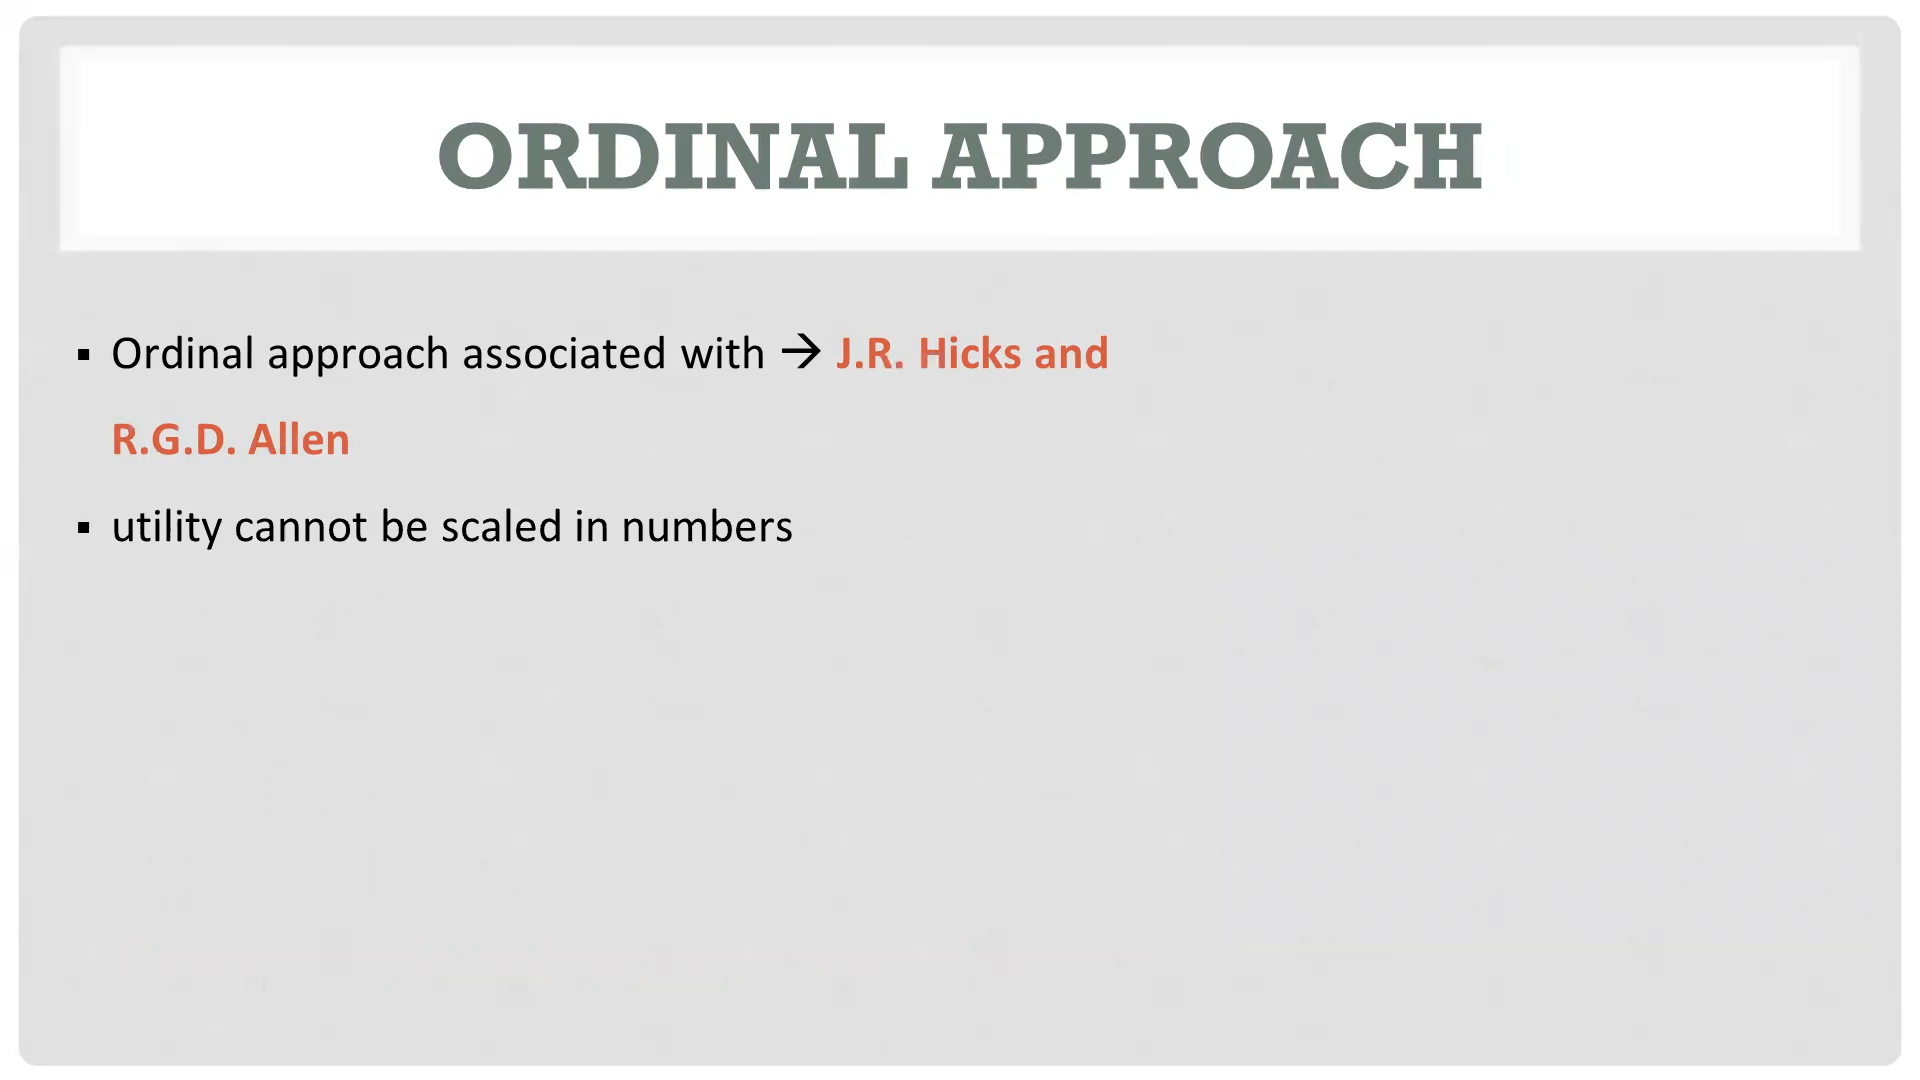 ORDINAL APPROACH
▪ Ordinal approach associated with → J.R. Hicks and
R.G.D. Allen
▪ utility cannot be scaled in numbers